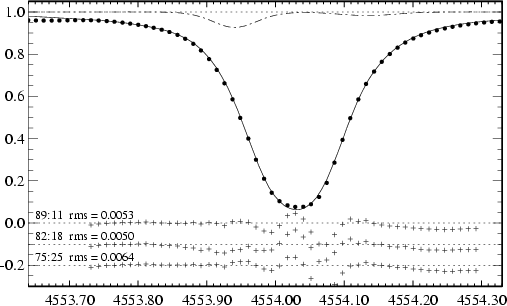 1.0
0.8
0.6
0.4
0.2
0.0
89:11 rms = 0.0053
82:18 rms = 0.0050
75:25 rms = 0.0064
-0.2
4553.70 4553.80 4553.90 4554.00 4554.10 4554.20 4554.30